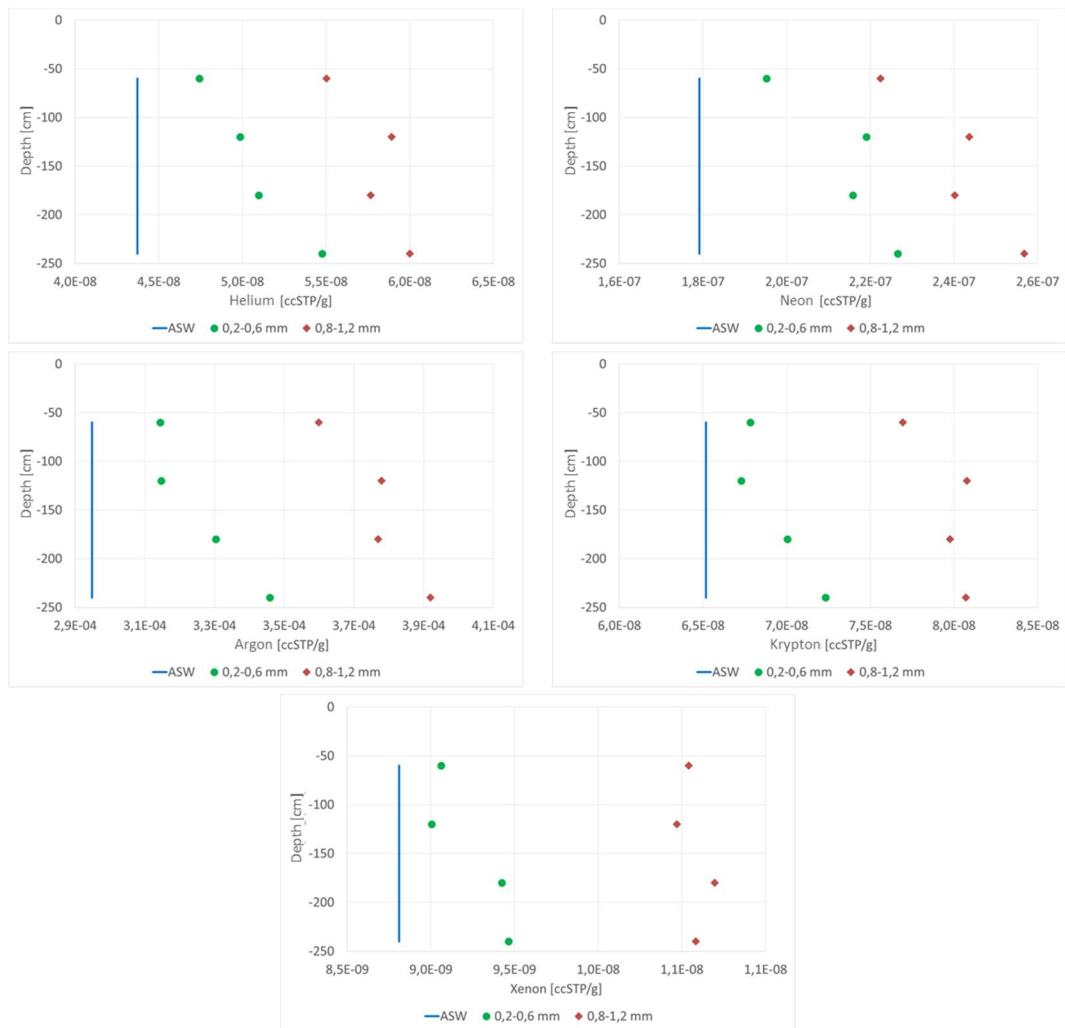 0
-50
-100
-150
-200
-250
Depth [cm]
4,0E-08 4,5E-08 5,0E-08 5,5E-08 6,0E-08 6,5E-08
Helium [ccSTP/g]
ASW 0,2-0,6 mm 0,8-1,2 mm
0
-50
-100
-150
-200
-250
Depth [cm]
1,6E-07 1,8E-07 2,0E-07 2,2E-07 2,4E-07 2,6E-07
Neon [ccSTP/g]
ASW 0,2-0,6 mm 0,8-1,2 mm
0
-50
-100
-150
-200
-250
Depth [cm]
2,9E-04 3,1E-04 3,3E-04 3,5E-04 3,7E-04 3,9E-04 4,1E-04
Argon [ccSTP/g]
ASW 0,2-0,6 mm 0,8-1,2 mm
0
-50
-100
-150
-200
-250
Depth [cm]
6,0E-08 6,5E-08 7,0E-08 7,5E-08 8,0E-08 8,5E-08
Krypton [ccSTP/g]
ASW 0,2-0,6 mm 0,8-1,2 mm
0
-50
-100
-150
-200
-250
Depth [cm]
8,5E-09 9,0E-09 9,5E-09 1,0E-08 1,1E-08 1,1E-08
Xenon [ccSTP/g]
ASW 0,2-0,6 mm 0,8-1,2 mm